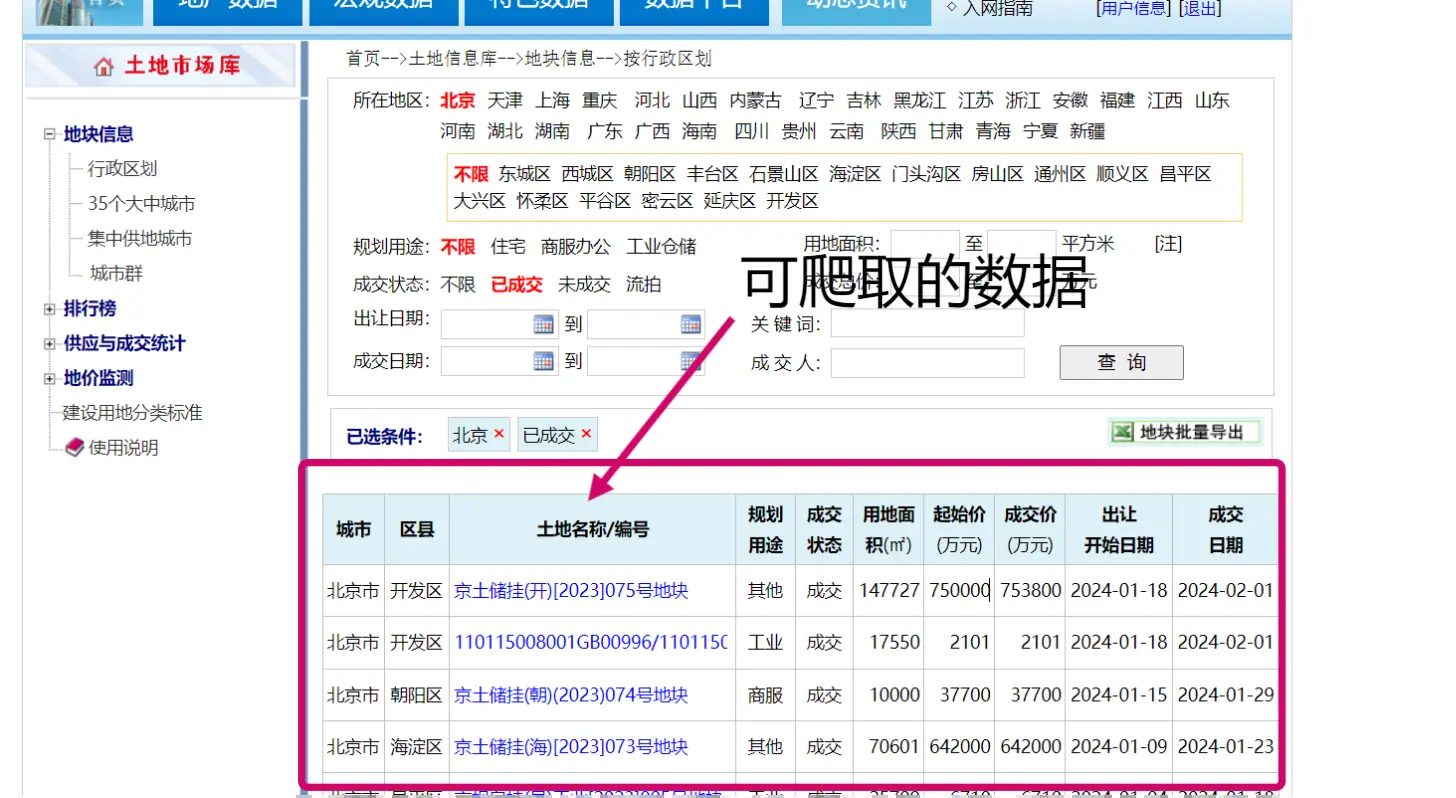 首页 地产数据 宏观数据 特色数据 数据平台 动态资讯 ◇ 入网指南 [用户信息] [退出]
土地市场库
首页-->土地信息库-->地块信息-->按行政区划
地块信息
行政区划
35个大中城市
集中供地城市
城市群
排行榜
供应与成交统计
地价监测
建设用地分类标准
使用说明
所在地区: 北京 天津 上海 重庆 河北 山西 内蒙古 辽宁 吉林 黑龙江 江苏 浙江 安徽 福建 江西 山东
河南 湖北 湖南 广东 广西 海南 四川 贵州 云南 陕西 甘肃 青海 宁夏 新疆
不限 东城区 西城区 朝阳区 丰台区 石景山区 海淀区 门头沟区 房山区 通州区 顺义区 昌平区
大兴区 怀柔区 平谷区 密云区 延庆区 开发区
规划用途: 不限 住宅 商服办公 工业仓储 用地面积: 至 平方米 [注]
成交状态: 不限 已成交 未成交 流拍 成交总价: 至 万元
可爬取的数据
出让日期: 到 关 键 词:
成交日期: 到 成 交 人: 查 询
已选条件: 北京 × 已成交 × 地块批量导出
城市 区县 土地名称/编号 规划用途 成交状态 用地面积(㎡) 起始价(万元) 成交价(万元) 出让开始日期 成交日期
北京市 开发区 京土储挂(开)[2023]075号地块 其他 成交 147727 750000 753800 2024-01-18 2024-02-01
北京市 开发区 110115008001GB00996/110115( 工业 成交 17550 2101 2101 2024-01-18 2024-02-01
北京市 朝阳区 京土储挂(朝)(2023)074号地块 商服 成交 10000 37700 37700 2024-01-15 2024-01-29
北京市 海淀区 京土储挂(海)[2023]073号地块 其他 成交 70601 642000 642000 2024-01-09 2024-01-23